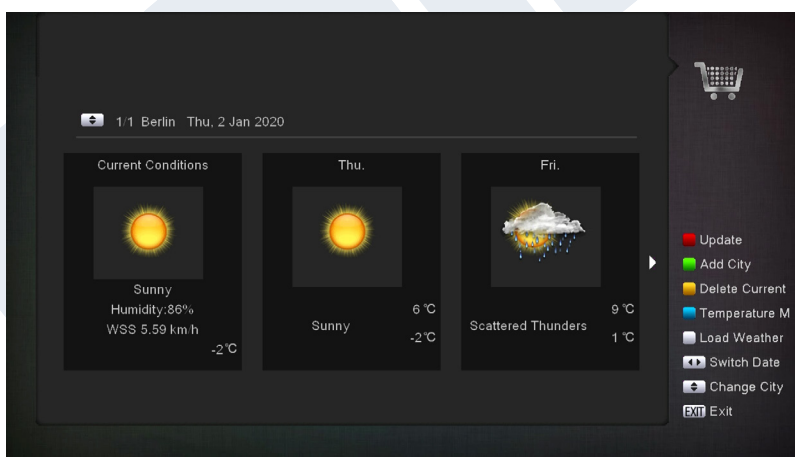 1/1 Berlin Thu, 2 Jan 2020
Current Conditions
Sunny
Humidity:86%
WSS 5.59 km/h
-2°C
Thu.
6 °C
Sunny
-2°C
Fri.
9 °C
Scattered Thunders
1 °C
Update
Add City
Delete Current
Temperature M
Load Weather
Switch Date
Change City
EXIT Exit